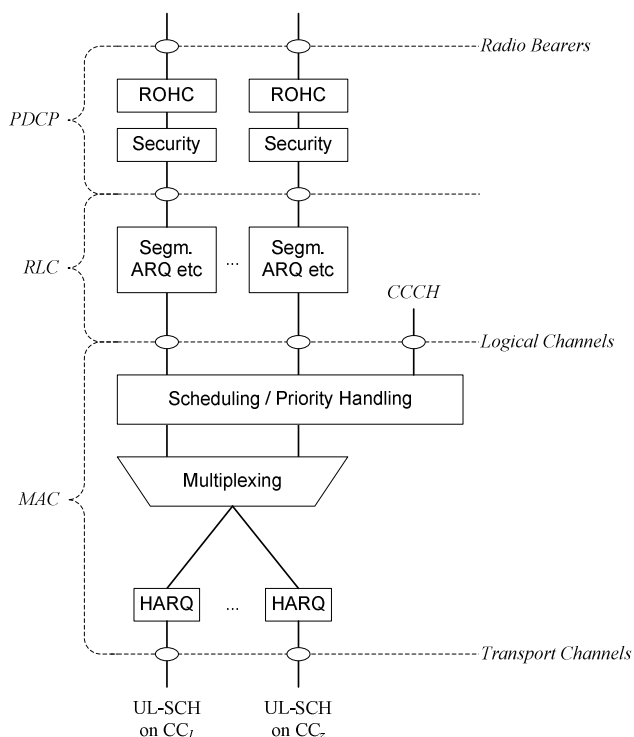 Radio Bearers
ROHC
ROHC
PDCP
Security
Security
Segm.
ARQ etc
...
Segm.
ARQ etc
RLC
CCCH
Logical Channels
Scheduling / Priority Handling
Multiplexing
MAC
HARQ
...
HARQ
Transport Channels
UL-SCH
on CC1
UL-SCH
on CCz